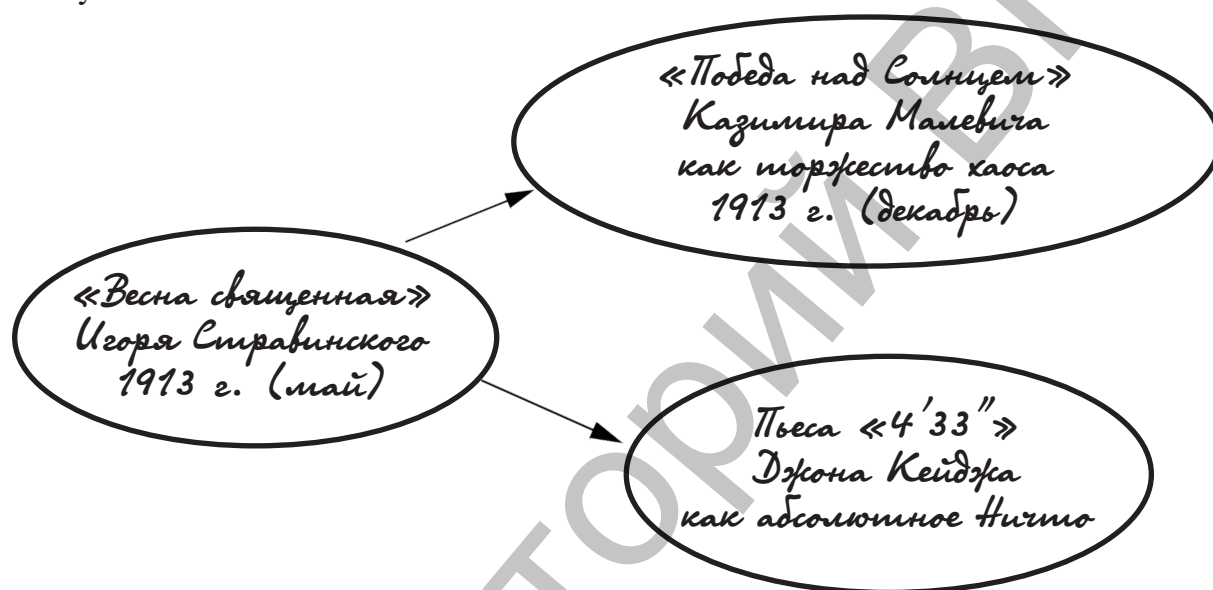 «Весна священная»
Игоря Стравинского
1913 г. (май)
«Победа над Солнцем»
Казимира Малевича
как торжество хаоса
1913 г. (декабрь)
Пьеса «4′33″»
Джона Кейджа
как абсолютное Ничто